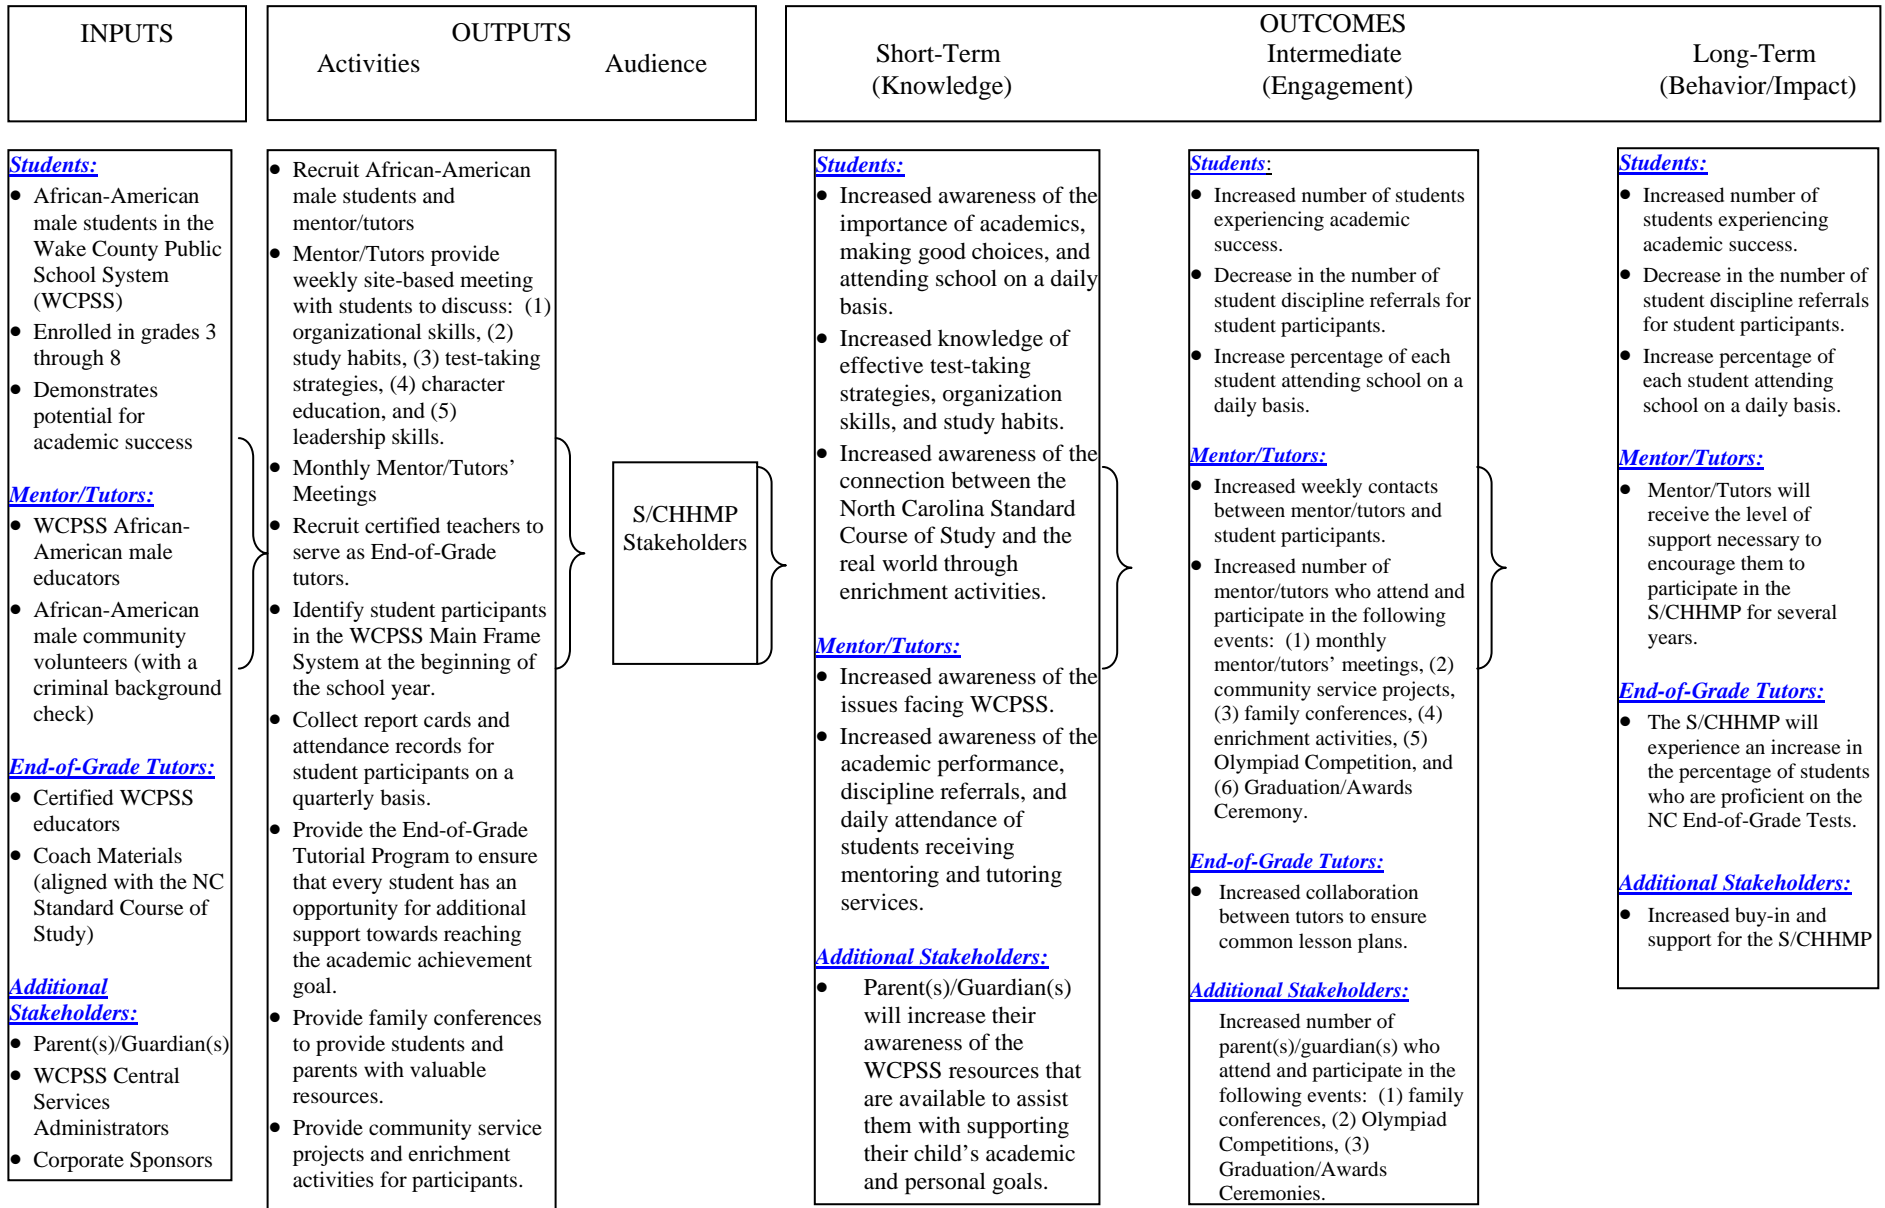 INPUTS
OUTPUTS
Activities
Audience
OUTCOMES
Short-Term
(Knowledge)
Intermediate
(Engagement)
Long-Term
(Behavior/Impact)
Students:
• African-American
male students in the
Wake County Public
School System
(WCPSS)
• Enrolled in grades 3
through 8
• Demonstrates
potential for
academic success
Mentor/Tutors:
• WCPSS African-
American male
educators
• African-American
male community
volunteers (with a
criminal background
check)
End-of-Grade Tutors:
• Certified WCPSS
educators
• Coach Materials
(aligned with the NC
Standard Course of
Study)
Additional
Stakeholders:
• Parent(s)/Guardian(s)
• WCPSS Central
Services
Administrators
• Corporate Sponsors
• Recruit African-American
male students and
mentor/tutors
• Mentor/Tutors provide
weekly site-based meeting
with students to discuss: (1)
organizational skills, (2)
study habits, (3) test-taking
strategies, (4) character
education, and (5)
leadership skills.
• Monthly Mentor/Tutors’
Meetings
• Recruit certified teachers to
serve as End-of-Grade
tutors.
• Identify student participants
in the WCPSS Main Frame
System at the beginning of
the school year.
• Collect report cards and
attendance records for
student participants on a
quarterly basis.
• Provide the End-of-Grade
Tutorial Program to ensure
that every student has an
opportunity for additional
support towards reaching
the academic achievement
goal.
• Provide family conferences
to provide students and
parents with valuable
resources.
• Provide community service
projects and enrichment
activities for participants.
S/CHHMP
Stakeholders
Students:
• Increased awareness of the
importance of academics,
making good choices, and
attending school on a daily
basis.
• Increased knowledge of
effective test-taking
strategies, organization
skills, and study habits.
• Increased awareness of the
connection between the
North Carolina Standard
Course of Study and the
real world through
enrichment activities.
Mentor/Tutors:
• Increased awareness of the
issues facing WCPSS.
• Increased awareness of the
academic performance,
discipline referrals, and
daily attendance of
students receiving
mentoring and tutoring
services.
Additional Stakeholders:
• Parent(s)/Guardian(s)
will increase their
awareness of the
WCPSS resources that
are available to assist
them with supporting
their child’s academic
and personal goals.
Students:
• Increased number of students
experiencing academic
success.
• Decrease in the number of
student discipline referrals for
student participants.
• Increase percentage of each
student attending school on a
daily basis.
Mentor/Tutors:
• Increased weekly contacts
between mentor/tutors and
student participants.
• Increased number of
mentor/tutors who attend and
participate in the following
events: (1) monthly
mentor/tutors’ meetings, (2)
community service projects,
(3) family conferences, (4)
enrichment activities, (5)
Olympiad Competition, and
(6) Graduation/Awards
Ceremony.
End-of-Grade Tutors:
• Increased collaboration
between tutors to ensure
common lesson plans.
Additional Stakeholders:
Increased number of
parent(s)/guardian(s) who
attend and participate in the
following events: (1) family
conferences, (2) Olympiad
Competitions, (3)
Graduation/Awards
Ceremonies.
Students:
• Increased number of
students experiencing
academic success.
• Decrease in the number of
student discipline referrals
for student participants.
• Increase percentage of
each student attending
school on a daily basis.
Mentor/Tutors:
• Mentor/Tutors will
receive the level of
support necessary to
encourage them to
participate in the
S/CHHMP for several
years.
End-of-Grade Tutors:
• The S/CHHMP will
experience an increase in
the percentage of students
who are proficient on the
NC End-of-Grade Tests.
Additional Stakeholders:
• Increased buy-in and
support for the S/CHHMP